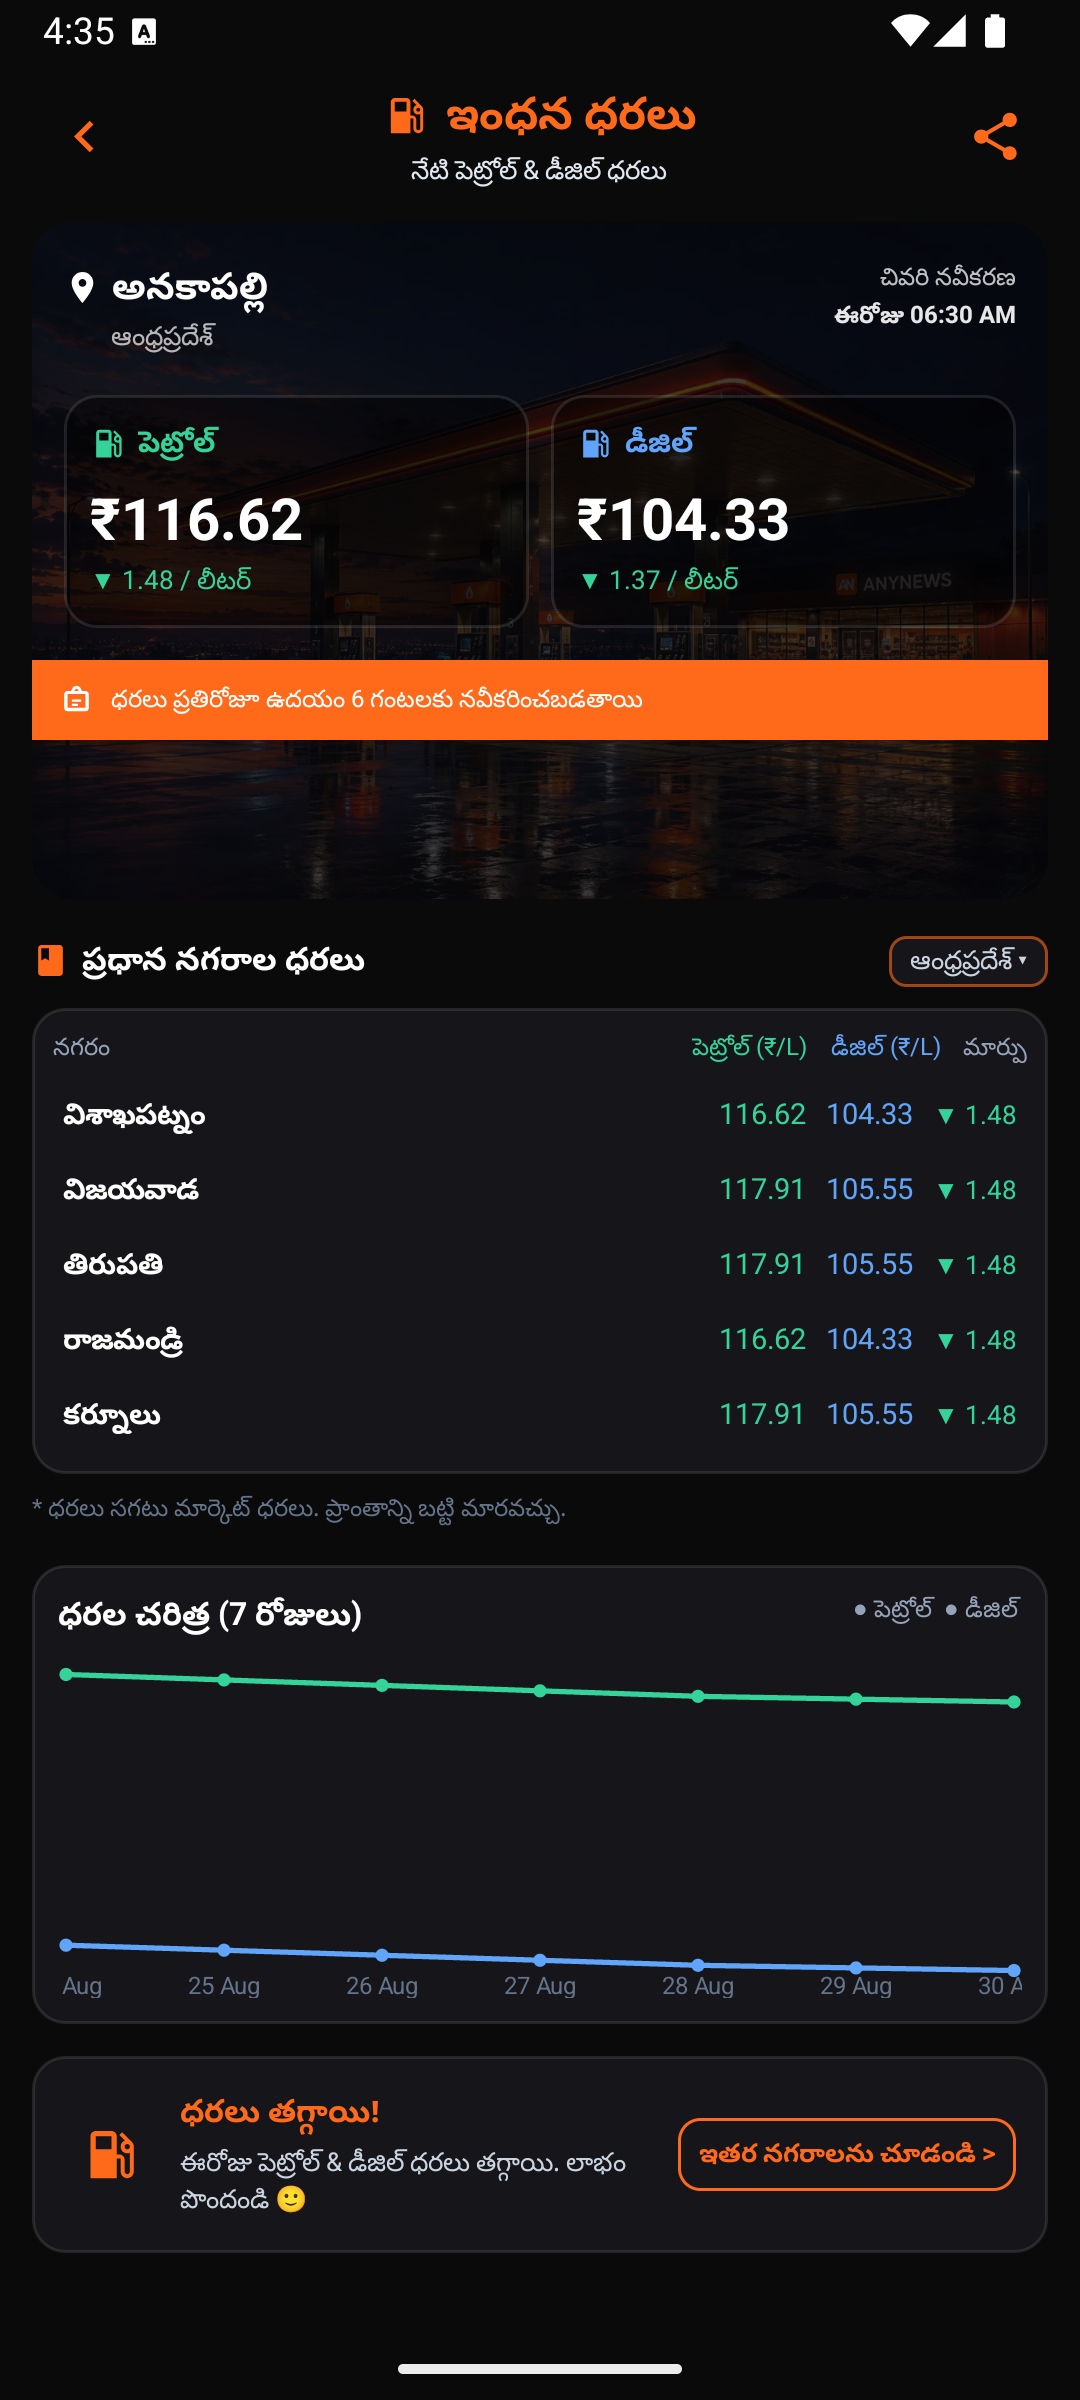 4:35
ఇంధన ధరలు
నేటి పెట్రోల్ & డీజిల్ ధరలు
అనకాపల్లి
ఆంధ్రప్రదేశ్
చివరి నవీకరణ
ఈరోజు 06:30 AM
పెట్రోల్
₹116.62
▼ 1.48 / లీటర్
డీజిల్
₹104.33
▼ 1.37 / లీటర్
ANYNEWS
ధరలు ప్రతిరోజూ ఉదయం 6 గంటలకు నవీకరించబడతాయి
ప్రధాన నగరాల ధరలు
ఆంధ్రప్రదేశ్ ▾
నగరం పెట్రోల్ (₹/L) డీజిల్ (₹/L) మార్పు
విశాఖపట్నం 116.62 104.33 ▼ 1.48
విజయవాడ 117.91 105.55 ▼ 1.48
తిరుపతి 117.91 105.55 ▼ 1.48
రాజమండ్రి 116.62 104.33 ▼ 1.48
కర్నూలు 117.91 105.55 ▼ 1.48
* ధరలు సగటు మార్కెట్ ధరలు. ప్రాంతాన్ని బట్టి మారవచ్చు.
ధరల చరిత్ర (7 రోజులు)
● పెట్రోల్ ● డీజిల్
Aug 25 Aug 26 Aug 27 Aug 28 Aug 29 Aug 30 A
ధరలు తగ్గాయి!
ఈరోజు పెట్రోల్ & డీజిల్ ధరలు తగ్గాయి. లాభం
పొందండి 🙂
ఇతర నగరాలను చూడండి >